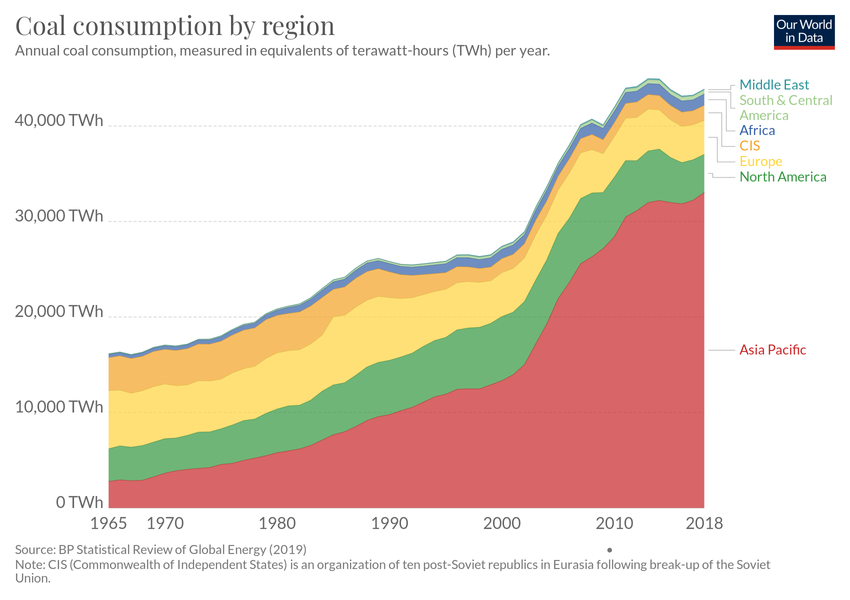 Coal consumption by region
Our World
in Data
Annual coal consumption, measured in equivalents of terawatt-hours (TWh) per year.
Middle East
South & Central
America
Africa
CIS
Europe
North America
Asia Pacific
40,000 TWh
30,000 TWh
20,000 TWh
10,000 TWh
0 TWh
1965 1970 1980 1990 2000 2010 2018
Source: BP Statistical Review of Global Energy (2019)
Note: CIS (Commonwealth of Independent States) is an organization of ten post-Soviet republics in Eurasia following break-up of the Soviet
Union.